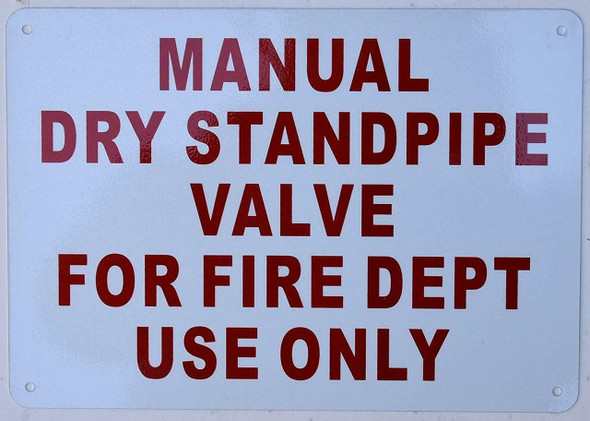 MANUAL
DRY STANDPIPE
VALVE
FOR FIRE DEPT
USE ONLY